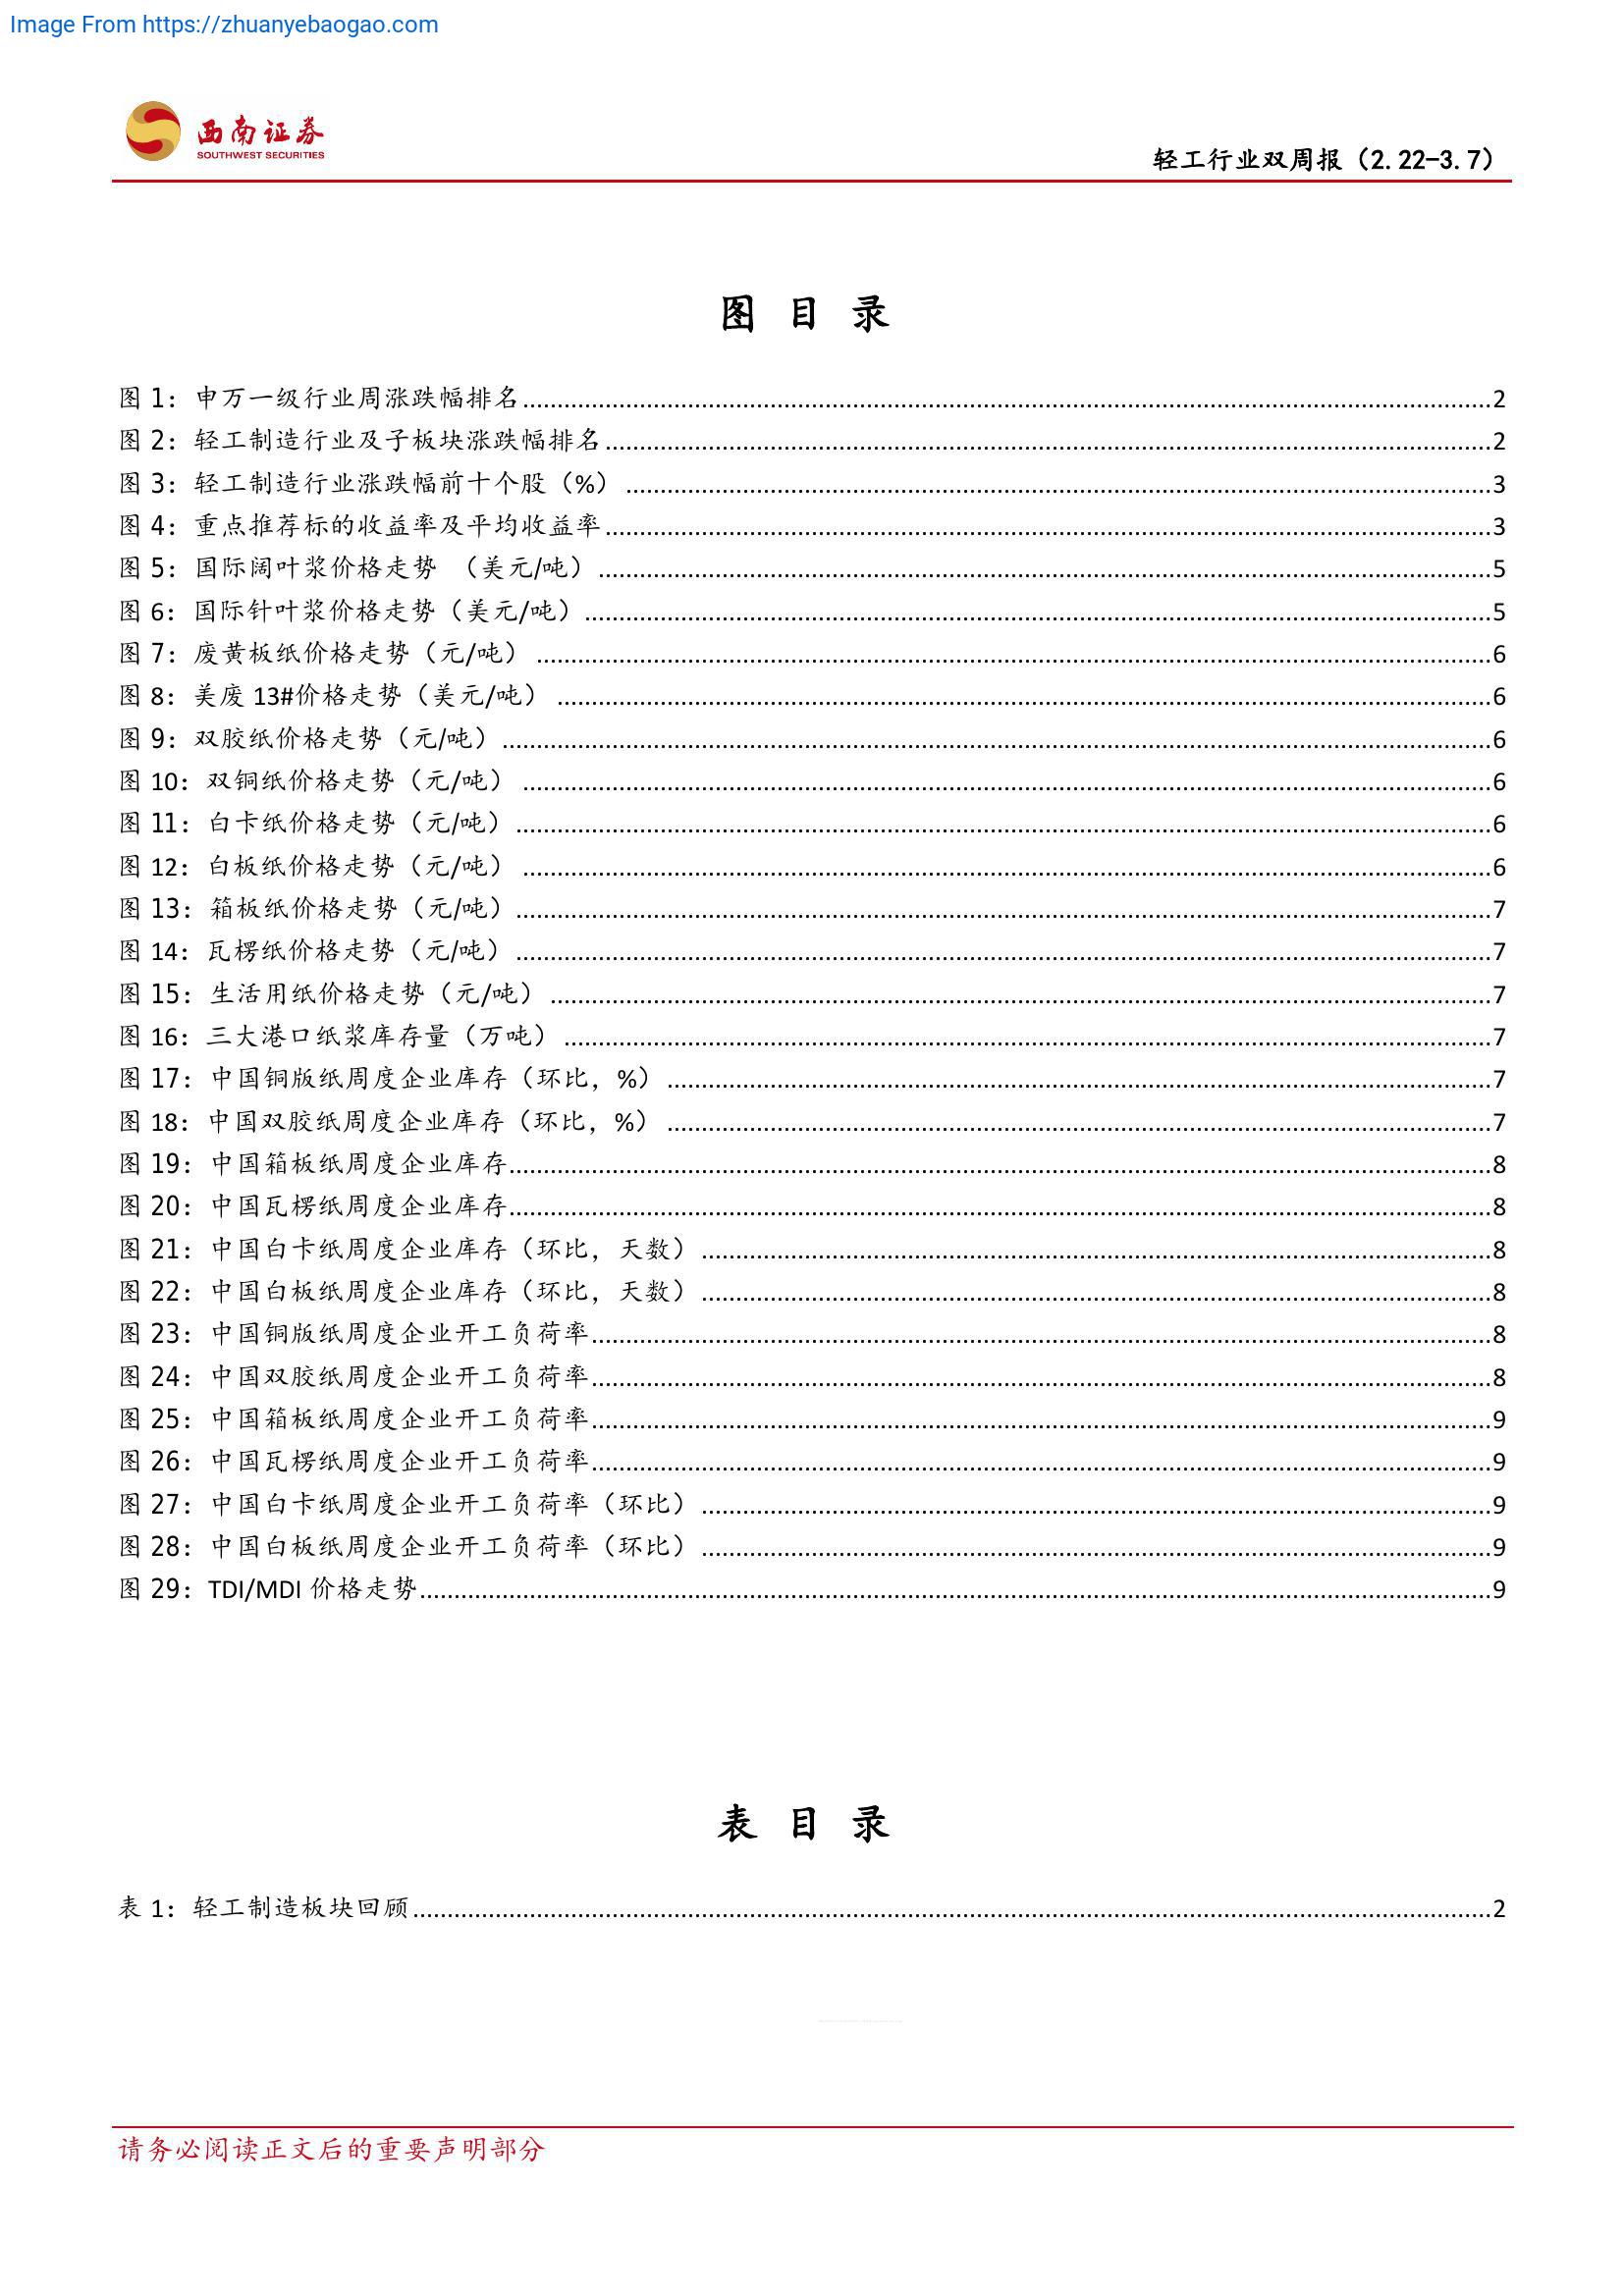 Image From https://zhuanyebaogao.com
西南证券
SOUTHWEST SECURITIES
轻工行业双周报（2.22-3.7）
图 目 录
图 1：申万一级行业周涨跌幅排名........2
图 2：轻工制造行业及子板块涨跌幅排名........2
图 3：轻工制造行业涨跌幅前十个股（%）........3
图 4：重点推荐标的收益率及平均收益率........3
图 5：国际阔叶浆价格走势 （美元/吨）........5
图 6：国际针叶浆价格走势（美元/吨）........5
图 7：废黄板纸价格走势（元/吨）........6
图 8：美废 13#价格走势（美元/吨）........6
图 9：双胶纸价格走势（元/吨）........6
图 10：双铜纸价格走势（元/吨）........6
图 11：白卡纸价格走势（元/吨）........6
图 12：白板纸价格走势（元/吨）........6
图 13：箱板纸价格走势（元/吨）........7
图 14：瓦楞纸价格走势（元/吨）........7
图 15：生活用纸价格走势（元/吨）........7
图 16：三大港口纸浆库存量（万吨）........7
图 17：中国铜版纸周度企业库存（环比，%）........7
图 18：中国双胶纸周度企业库存（环比，%）........7
图 19：中国箱板纸周度企业库存........8
图 20：中国瓦楞纸周度企业库存........8
图 21：中国白卡纸周度企业库存（环比，天数）........8
图 22：中国白板纸周度企业库存（环比，天数）........8
图 23：中国铜版纸周度企业开工负荷率........8
图 24：中国双胶纸周度企业开工负荷率........8
图 25：中国箱板纸周度企业开工负荷率........9
图 26：中国瓦楞纸周度企业开工负荷率........9
图 27：中国白卡纸周度企业开工负荷率（环比）........9
图 28：中国白板纸周度企业开工负荷率（环比）........9
图 29：TDI/MDI 价格走势........9
表 目 录
表 1：轻工制造板块回顾........2
请务必阅读正文后的重要声明部分